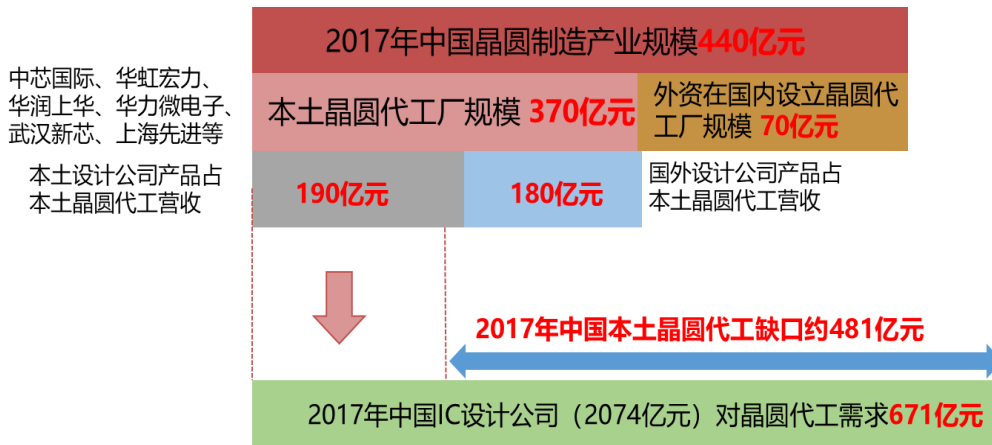 2017年中国晶圆制造产业规模440亿元
中芯国际、华虹宏力、
华润上华、华力微电子、
武汉新芯、上海先进等
本土晶圆代工厂规模 370亿元
外资在国内设立晶圆代
工厂规模 70亿元
本土设计公司产品占
本土晶圆代工营收
190亿元
180亿元
国外设计公司产品占
本土晶圆代工营收
2017年中国本土晶圆代工缺口约481亿元
2017年中国IC设计公司（2074亿元）对晶圆代工需求671亿元